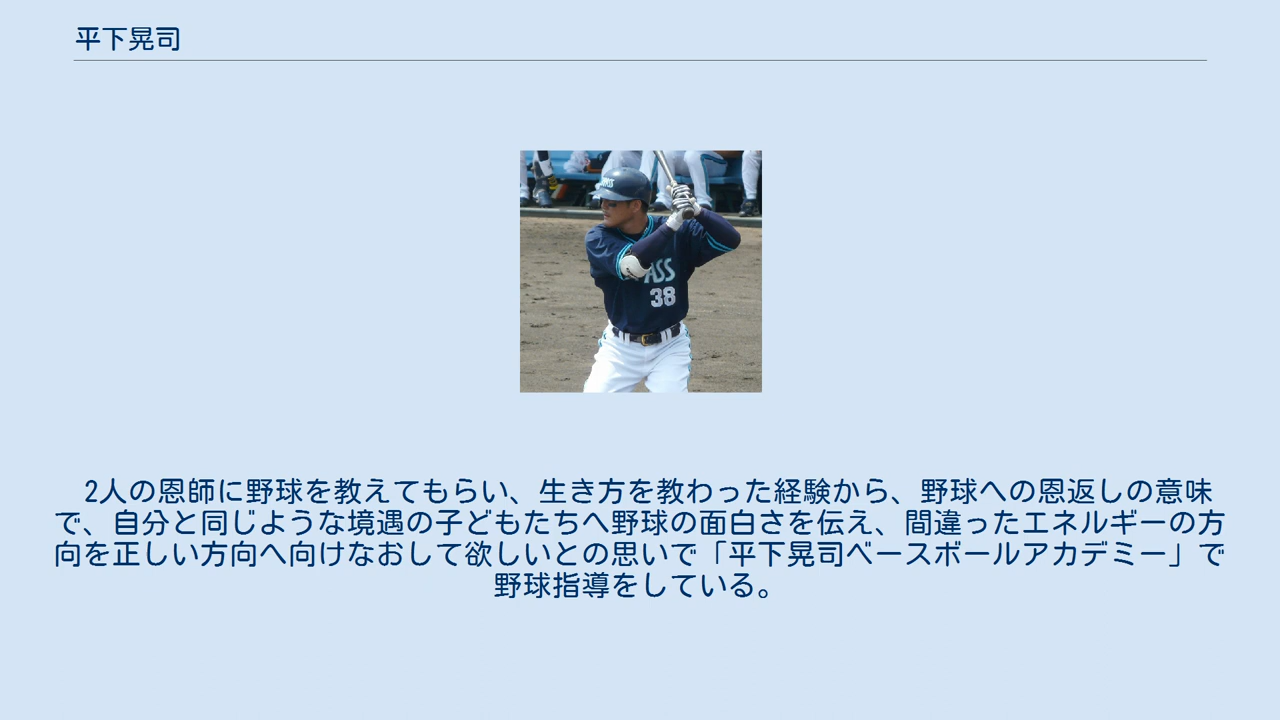 平下晃司
ASS
38
2人の恩師に野球を教えてもらい、生き方を教わった経験から、野球への恩返しの意味
で、自分と同じような境遇の子どもたちへ野球の面白さを伝え、間違ったエネルギーの方
向を正しい方向へ向けなおして欲しいとの思いで「平下晃司ベースボールアカデミー」で
野球指導をしている。